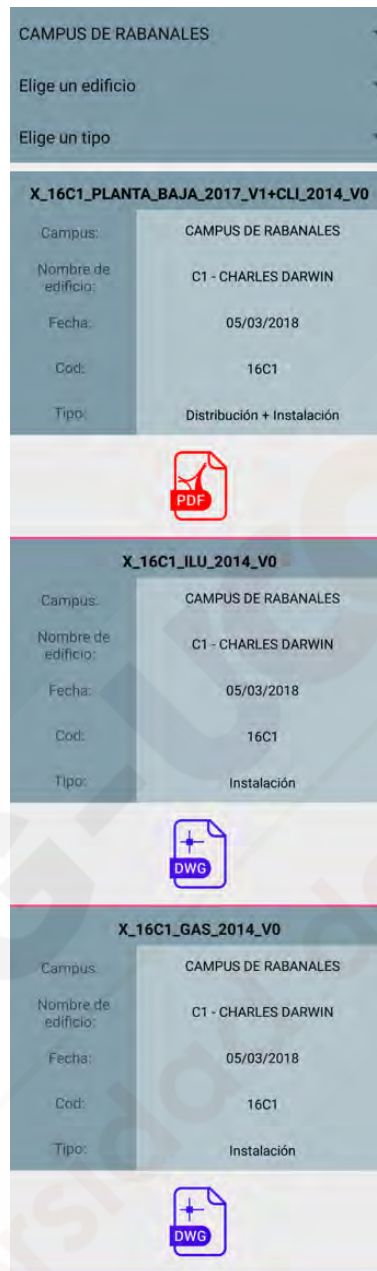 CAMPUS DE RABANALES
Elige un edificio
Elige un tipo
X_16C1_PLANTA_BAJA_2017_V1+CLI_2014_V0
Campus: CAMPUS DE RABANALES
Nombre de
edificio: C1 - CHARLES DARWIN
Fecha: 05/03/2018
Cod: 16C1
Tipo: Distribución + Instalación
PDF
X_16C1_ILU_2014_V0
Campus: CAMPUS DE RABANALES
Nombre de
edificio: C1 - CHARLES DARWIN
Fecha: 05/03/2018
Cod: 16C1
Tipo: Instalación
DWG
X_16C1_GAS_2014_V0
Campus: CAMPUS DE RABANALES
Nombre de
edificio: C1 - CHARLES DARWIN
Fecha: 05/03/2018
Cod: 16C1
Tipo: Instalación
DWG